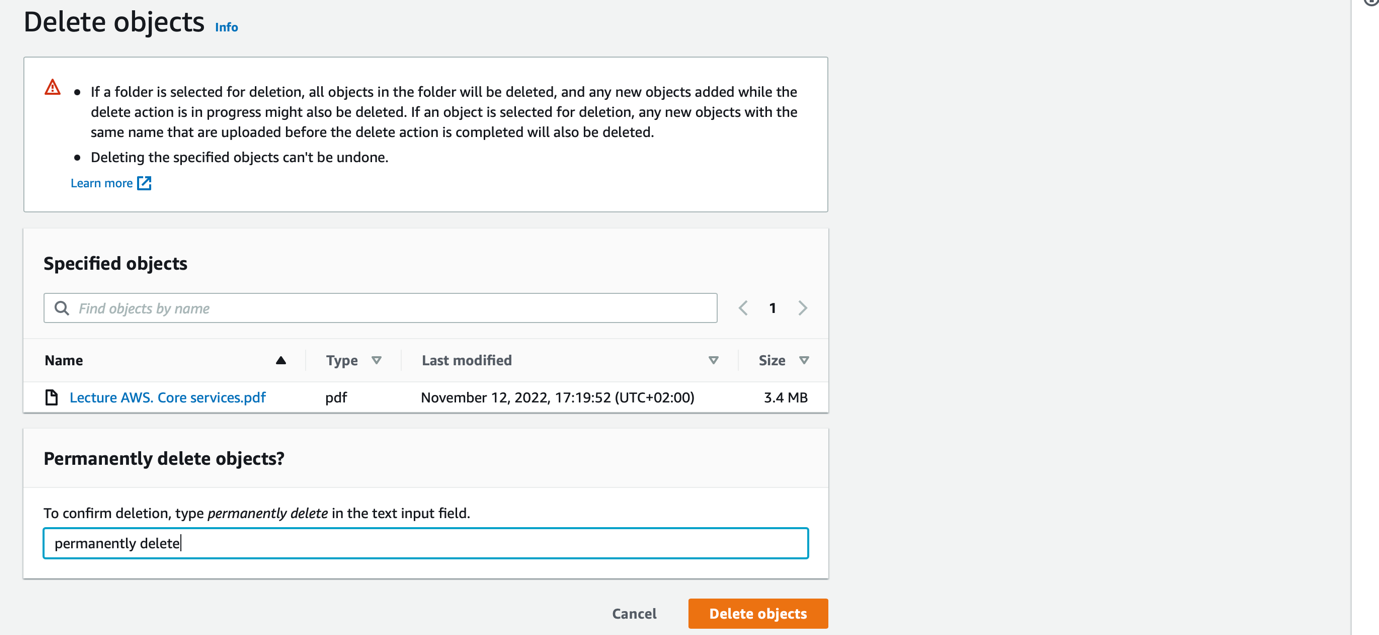 Delete objects Info
If a folder is selected for deletion, all objects in the folder will be deleted, and any new objects added while the
delete action is in progress might also be deleted. If an object is selected for deletion, any new objects with the
same name that are uploaded before the delete action is completed will also be deleted.
Deleting the specified objects can't be undone.
Learn more
Specified objects
Find objects by name
1
Name Type Last modified Size
Lecture AWS. Core services.pdf pdf November 12, 2022, 17:19:52 (UTC+02:00) 3.4 MB
Permanently delete objects?
To confirm deletion, type permanently delete in the text input field.
permanently delete
Cancel Delete objects